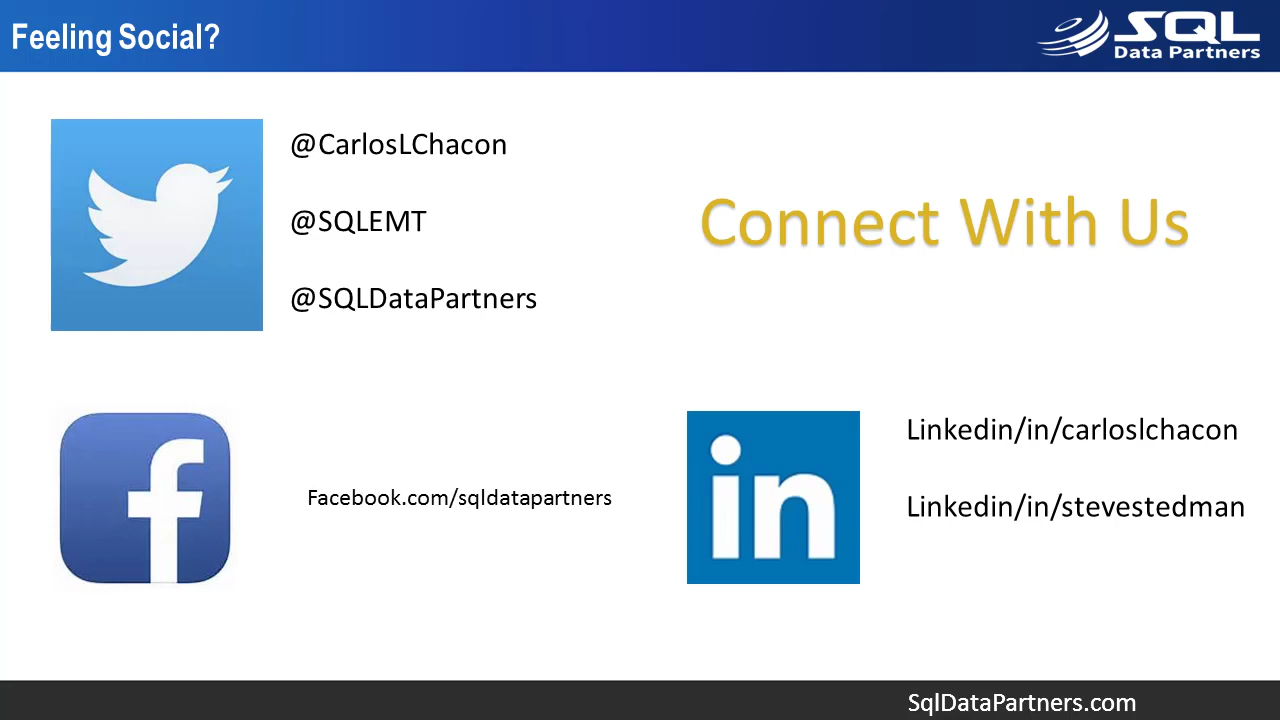 Feeling Social?
SQL
Data Partners
@CarlosLChacon
@SQLEMT
@SQLDataPartners
Connect With Us
Facebook.com/sqldatapartners
in
Linkedin/in/carloslchacon
Linkedin/in/stevestedman
SqlDataPartners.com